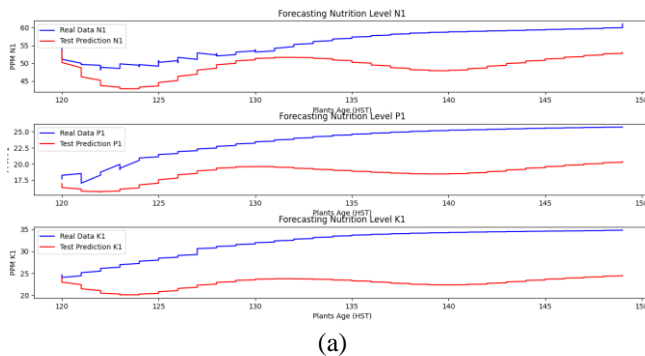 Forecasting Nutrition Level N1
60
55
50
45
PPM N1
Real Data N1
Test Prediction N1
120 125 130 135 140 145 150
Plants Age (HST)
Forecasting Nutrition Level P1
25.0
22.5
20.0
17.5
Real Data P1
Test Prediction P1
120 125 130 135 140 145 150
Plants Age (HST)
Forecasting Nutrition Level K1
35
30
25
20
PPM K1
Real Data K1
Test Prediction K1
120 125 130 135 140 145 150
Plants Age (HST)
(a)